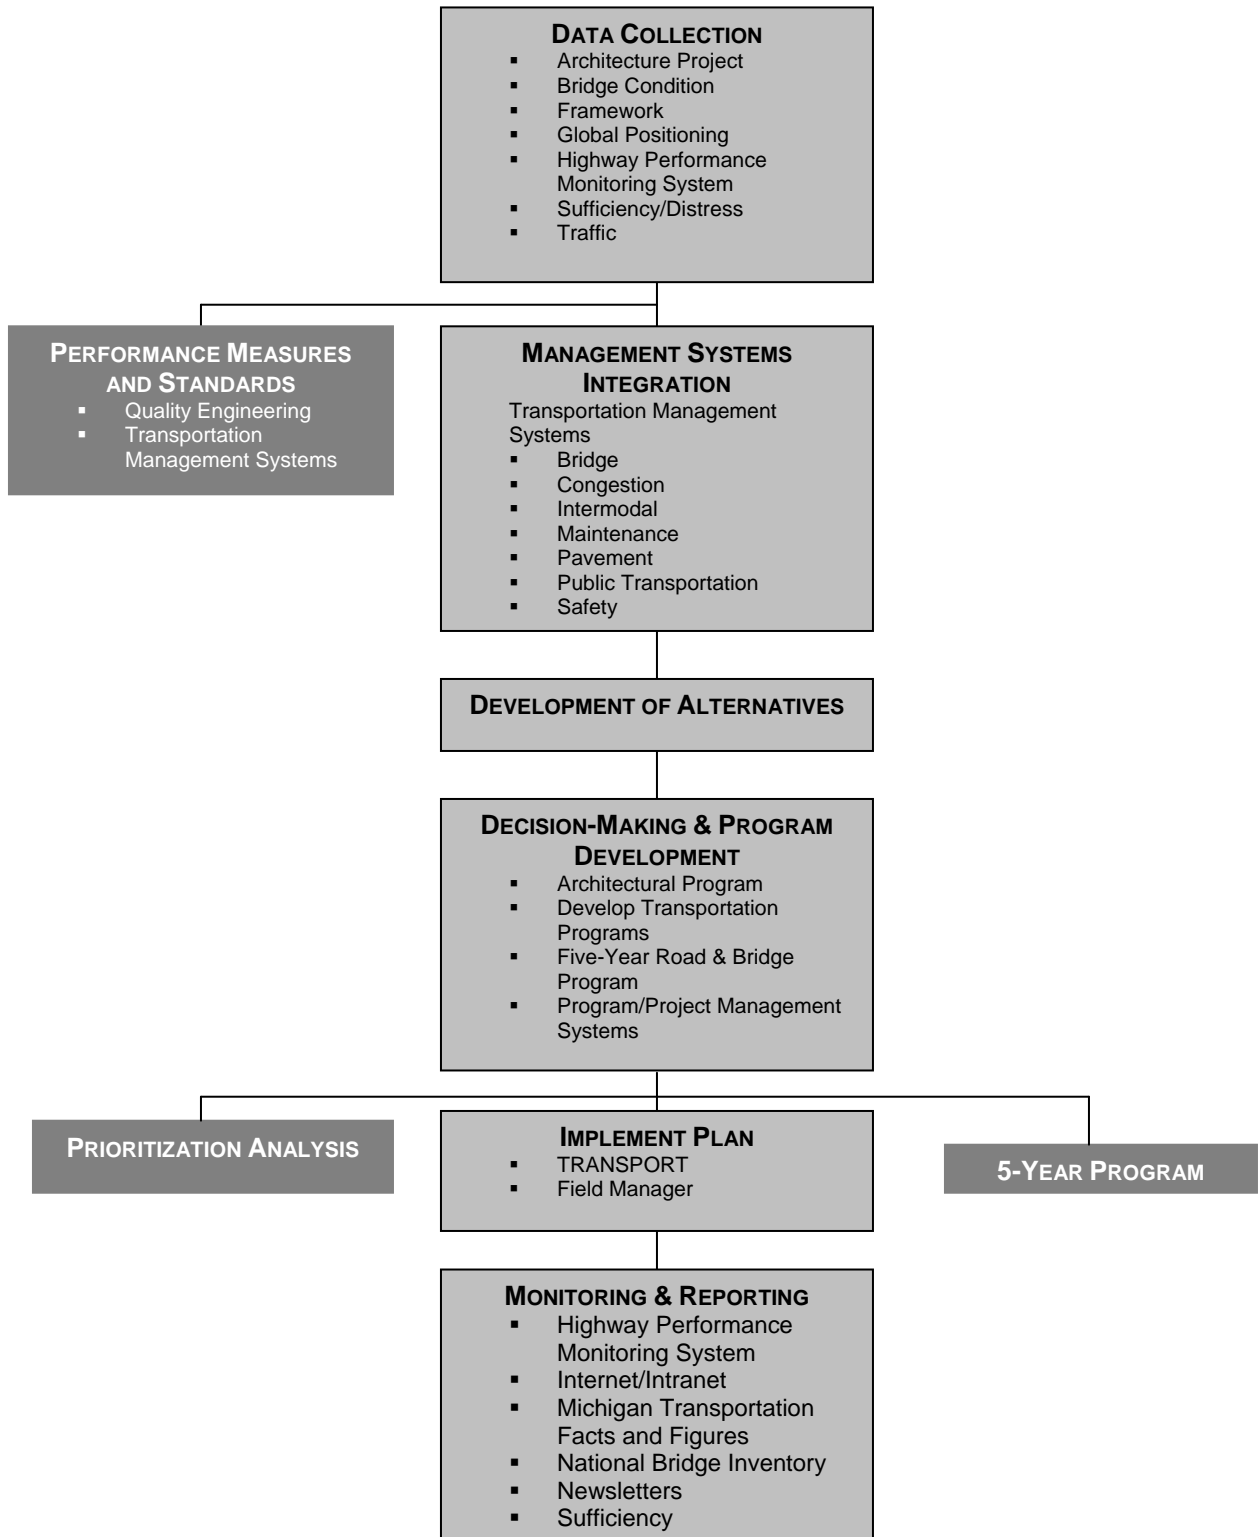 DATA COLLECTION
▪ Architecture Project
▪ Bridge Condition
▪ Framework
▪ Global Positioning
▪ Highway Performance
Monitoring System
▪ Sufficiency/Distress
▪ Traffic
PERFORMANCE MEASURES
AND STANDARDS
▪ Quality Engineering
▪ Transportation
Management Systems
MANAGEMENT SYSTEMS
INTEGRATION
Transportation Management
Systems
▪ Bridge
▪ Congestion
▪ Intermodal
▪ Maintenance
▪ Pavement
▪ Public Transportation
▪ Safety
DEVELOPMENT OF ALTERNATIVES
DECISION-MAKING & PROGRAM
DEVELOPMENT
▪ Architectural Program
▪ Develop Transportation
Programs
▪ Five-Year Road & Bridge
Program
▪ Program/Project Management
Systems
PRIORITIZATION ANALYSIS
IMPLEMENT PLAN
▪ TRANSPORT
▪ Field Manager
5-YEAR PROGRAM
MONITORING & REPORTING
▪ Highway Performance
Monitoring System
▪ Internet/Intranet
▪ Michigan Transportation
Facts and Figures
▪ National Bridge Inventory
▪ Newsletters
▪ Sufficiency